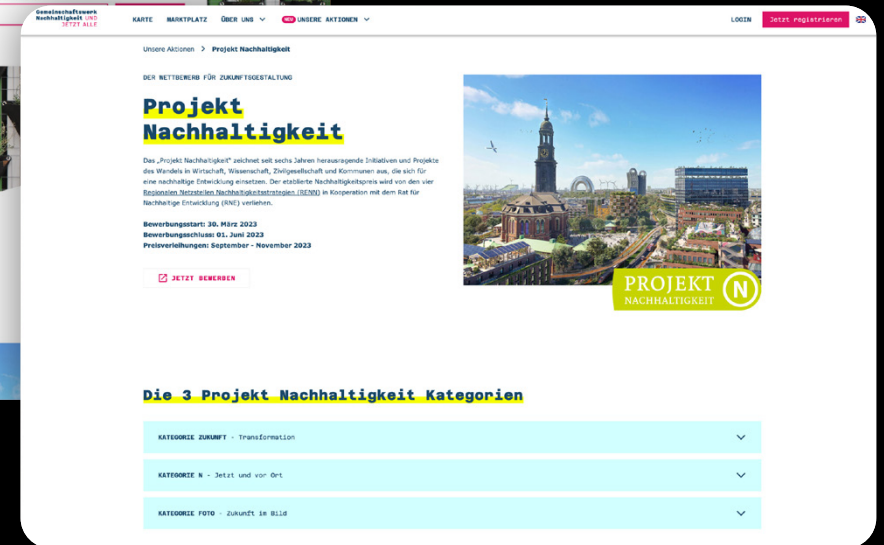 Gemeinschaftswerk
Nachhaltigkeit UND
JETZT ALLE
KARTE
MARKTPLATZ
ÜBER UNS
NEU UNSERE AKTIONEN
LOGIN
Jetzt registrieren
Unsere Aktionen > Projekt Nachhaltigkeit
DER WETTBEWERB FÜR ZUKUNFTSGESTALTUNG
Projekt
Nachhaltigkeit
Das „Projekt Nachhaltigkeit" zeichnet seit sechs Jahren herausragende Initiativen und Projekte
des Wandels in Wirtschaft, Wissenschaft, Zivilgesellschaft und Kommunen aus, die sich für
eine nachhaltige Entwicklung einsetzen. Der etablierte Nachhaltigkeitspreis wird von den vier
Regionalen Netzstellen Nachhaltigkeitsstrategien (RENN) in Kooperation mit dem Rat für
Nachhaltige Entwicklung (RNE) verliehen.
Bewerbungsstart: 30. März 2023
Bewerbungsschluss: 01. Juni 2023
Preisverleihungen: September - November 2023
JETZT BEWERBEN
PROJEKT
NACHHALTIGKEIT
N
Die 3 Projekt Nachhaltigkeit Kategorien
KATEGORIE ZUKUNFT - Transformation
KATEGORIE N - Jetzt und vor Ort
KATEGORIE FOTO - Zukunft im Bild